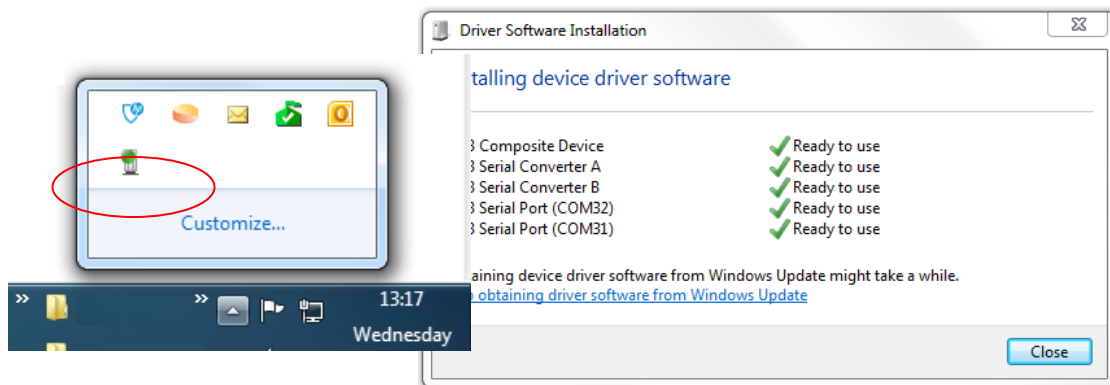 Driver Software Installation
talling device driver software
3 Composite Device Ready to use
3 Serial Converter A Ready to use
3 Serial Converter B Ready to use
3 Serial Port (COM32) Ready to use
3 Serial Port (COM31) Ready to use
aining device driver software from Windows Update might take a while.
obtaining driver software from Windows Update
Close
Customize...
13:17
Wednesday